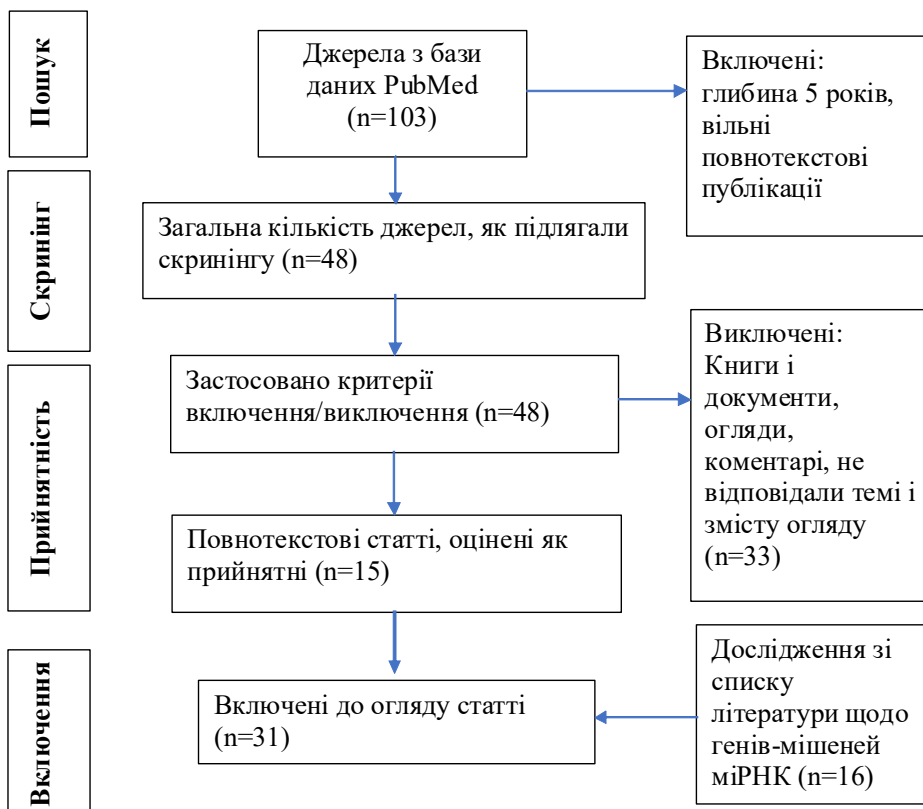 Пошук
Джерела з бази
даних PubMed
(n=103)
Включені:
глибина 5 років,
вільні
повнотекстові
публікації
Скринінг
Загальна кількість джерел, як підлягали
скринінгу (n=48)
Прийнятність
Застосовано критерії
включення/виключення (n=48)
Виключені:
Книги і
документи,
огляди,
коментарі, не
відповідали темі і
змісту огляду
(n=33)
Повнотекстові статті, оцінені як
прийнятні (n=15)
Включення
Включені до огляду статті
(n=31)
Дослідження зі
списку
літератури щодо
генів-мішеней
міРНК (n=16)